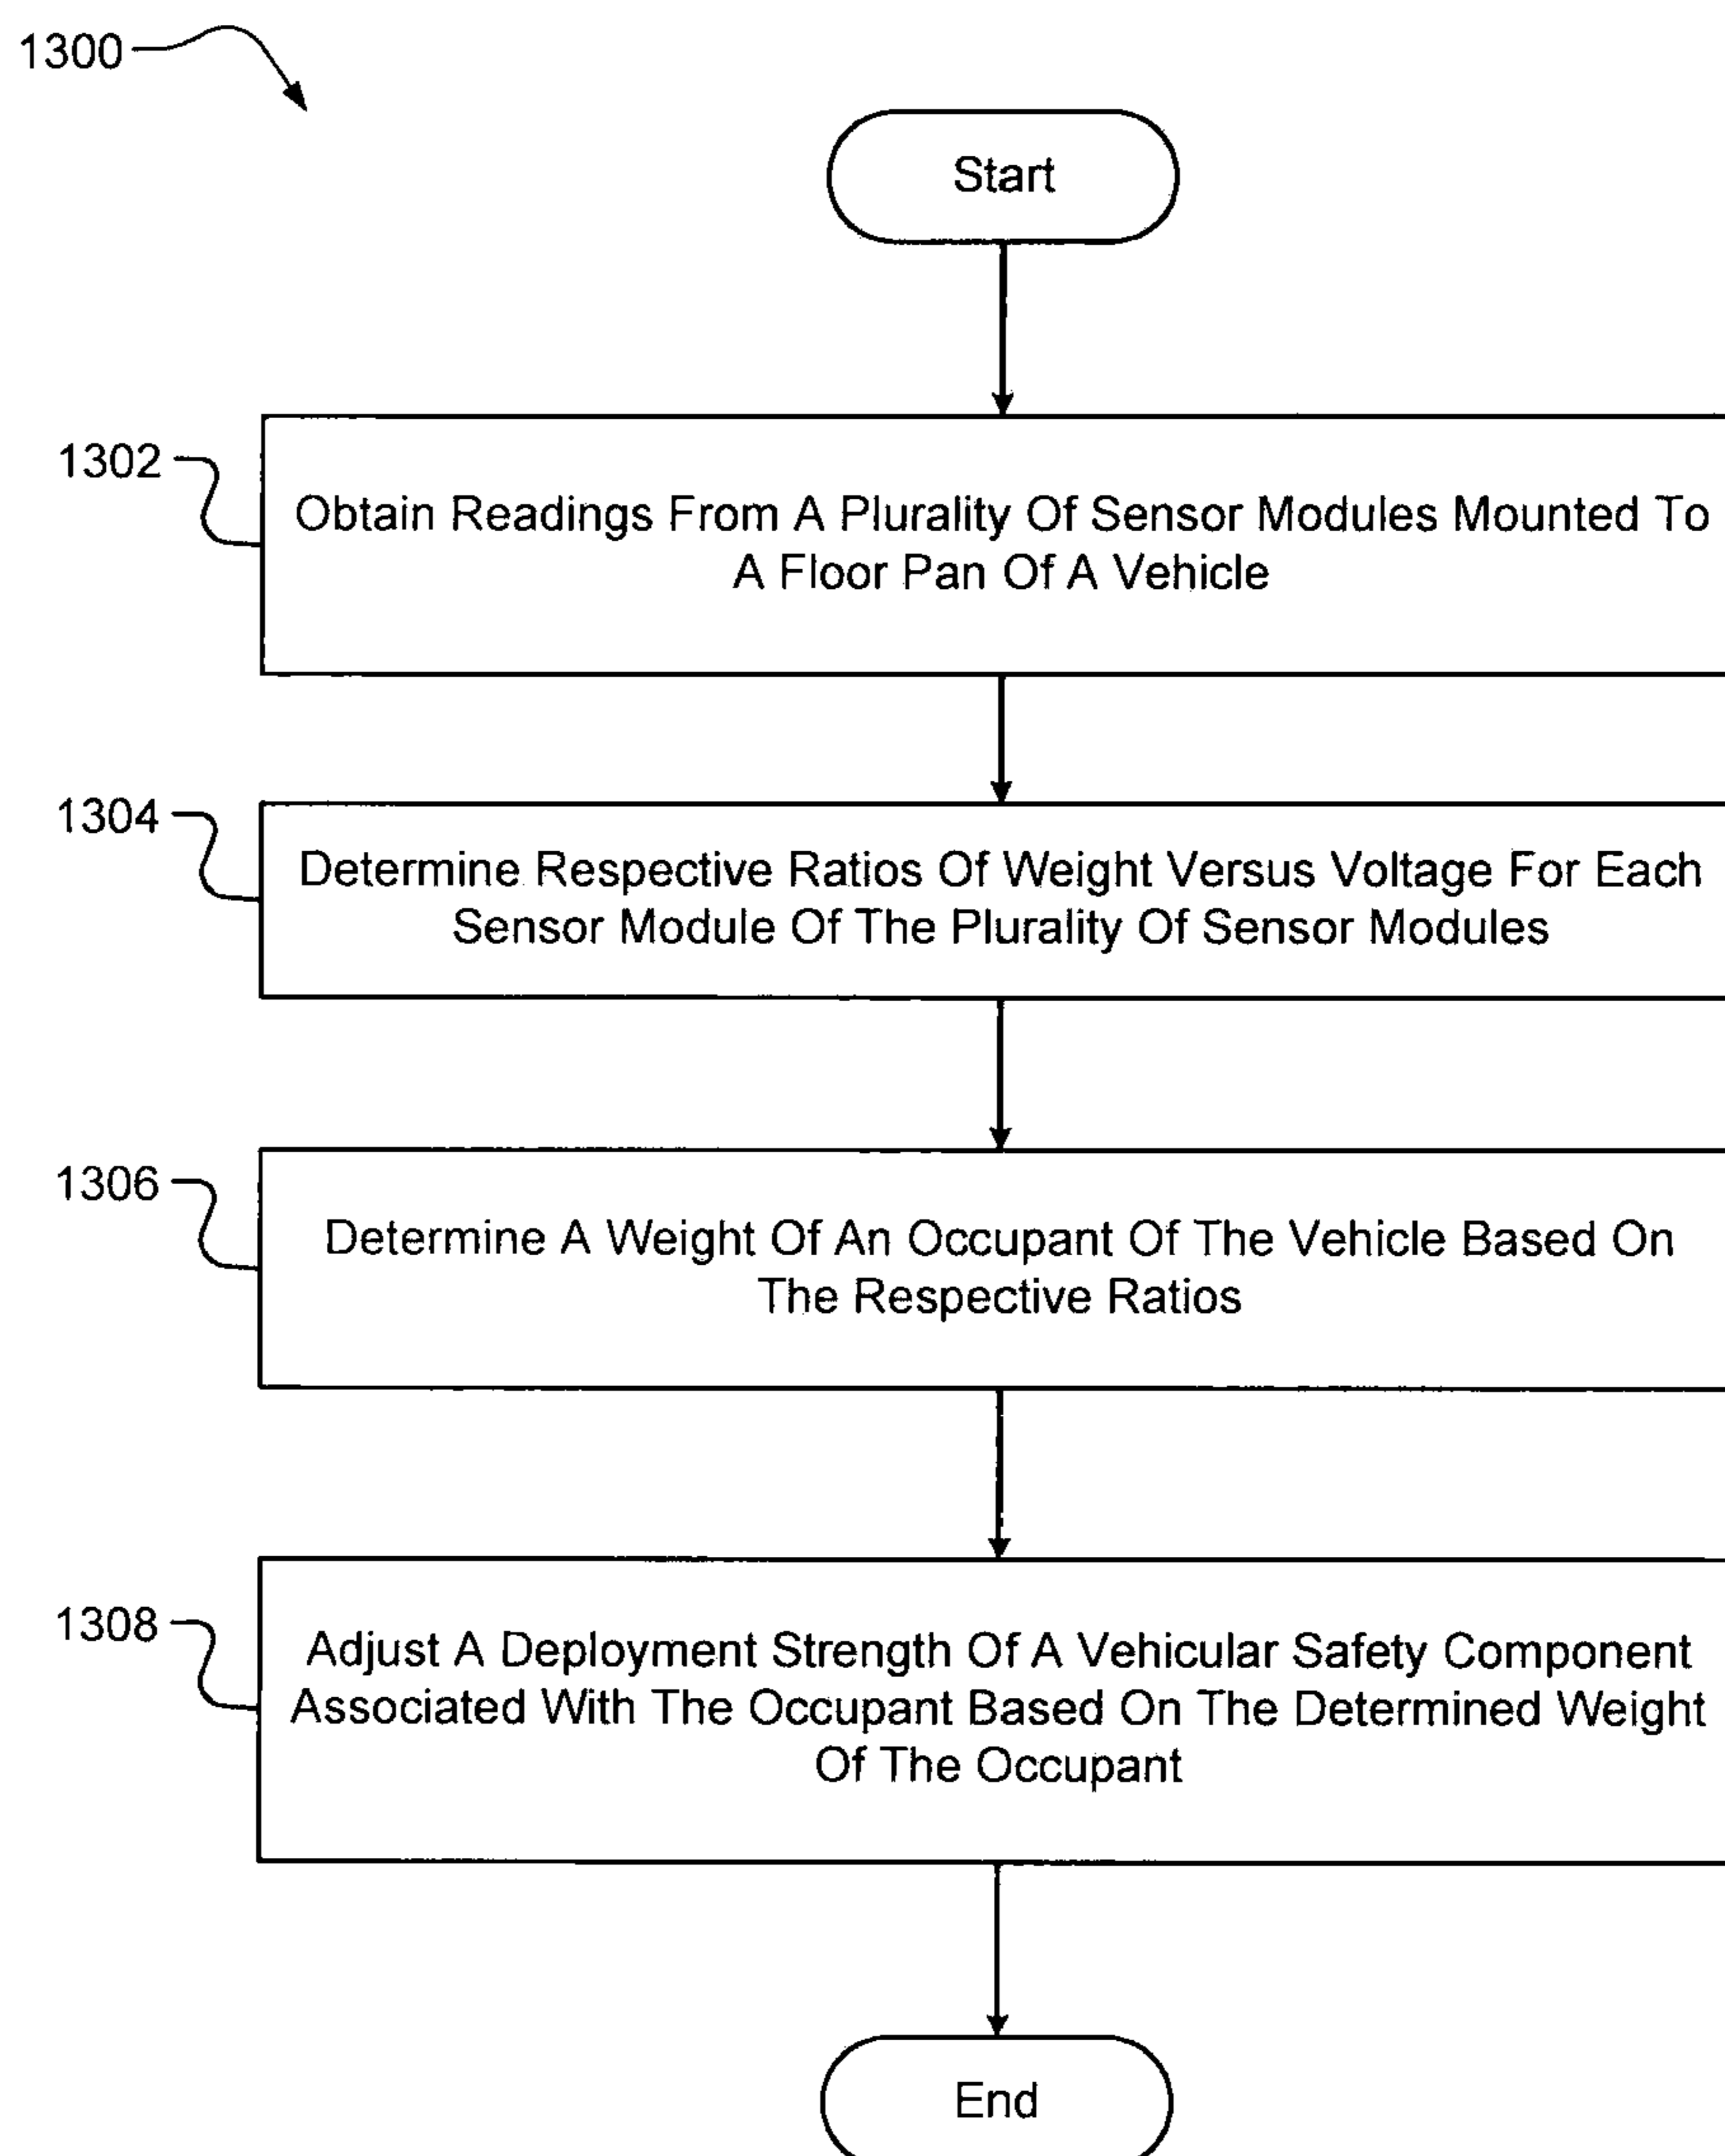 1300
Start
1302
Obtain Readings From A Plurality Of Sensor Modules Mounted To
A Floor Pan Of A Vehicle
1304
Determine Respective Ratios Of Weight Versus Voltage For Each
Sensor Module Of The Plurality Of Sensor Modules
1306
Determine A Weight Of An Occupant Of The Vehicle Based On
The Respective Ratios
1308
Adjust A Deployment Strength Of A Vehicular Safety Component
Associated With The Occupant Based On The Determined Weight
Of The Occupant
End